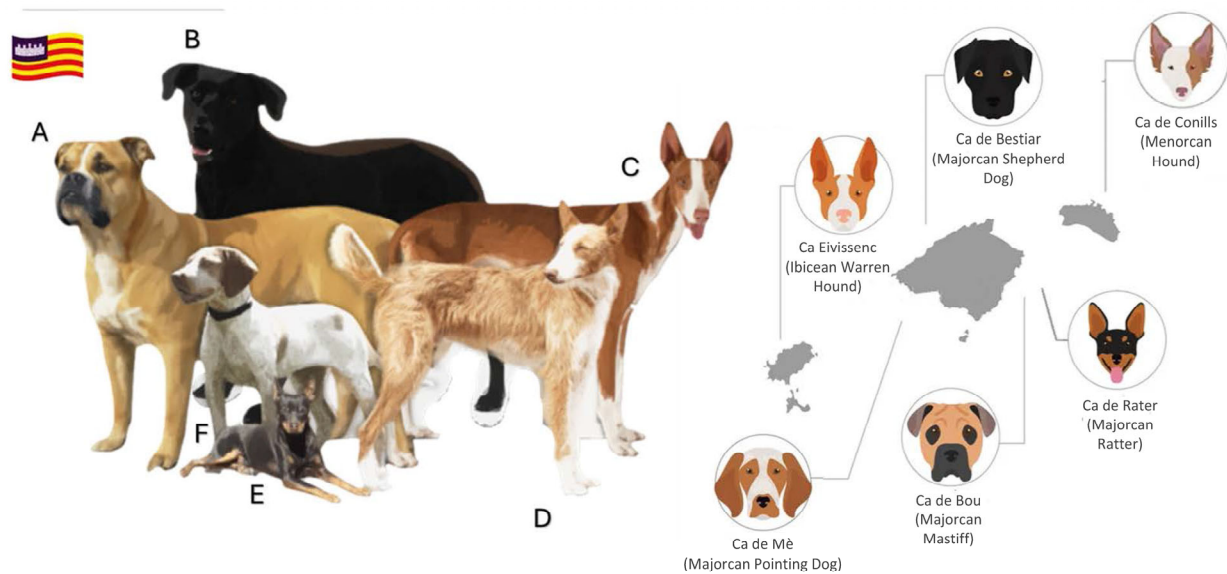 B
A
C
F
E
D
Ca de Bestiar
(Majorcan Shepherd
Dog)
Ca de Conills
(Menorcan
Hound)
Ca Eivissenc
(Ibicean Warren
Hound)
Ca de Rater
(Majorcan
Ratter)
Ca de Bou
(Majorcan
Mastiff)
Ca de Mè
(Majorcan Pointing Dog)